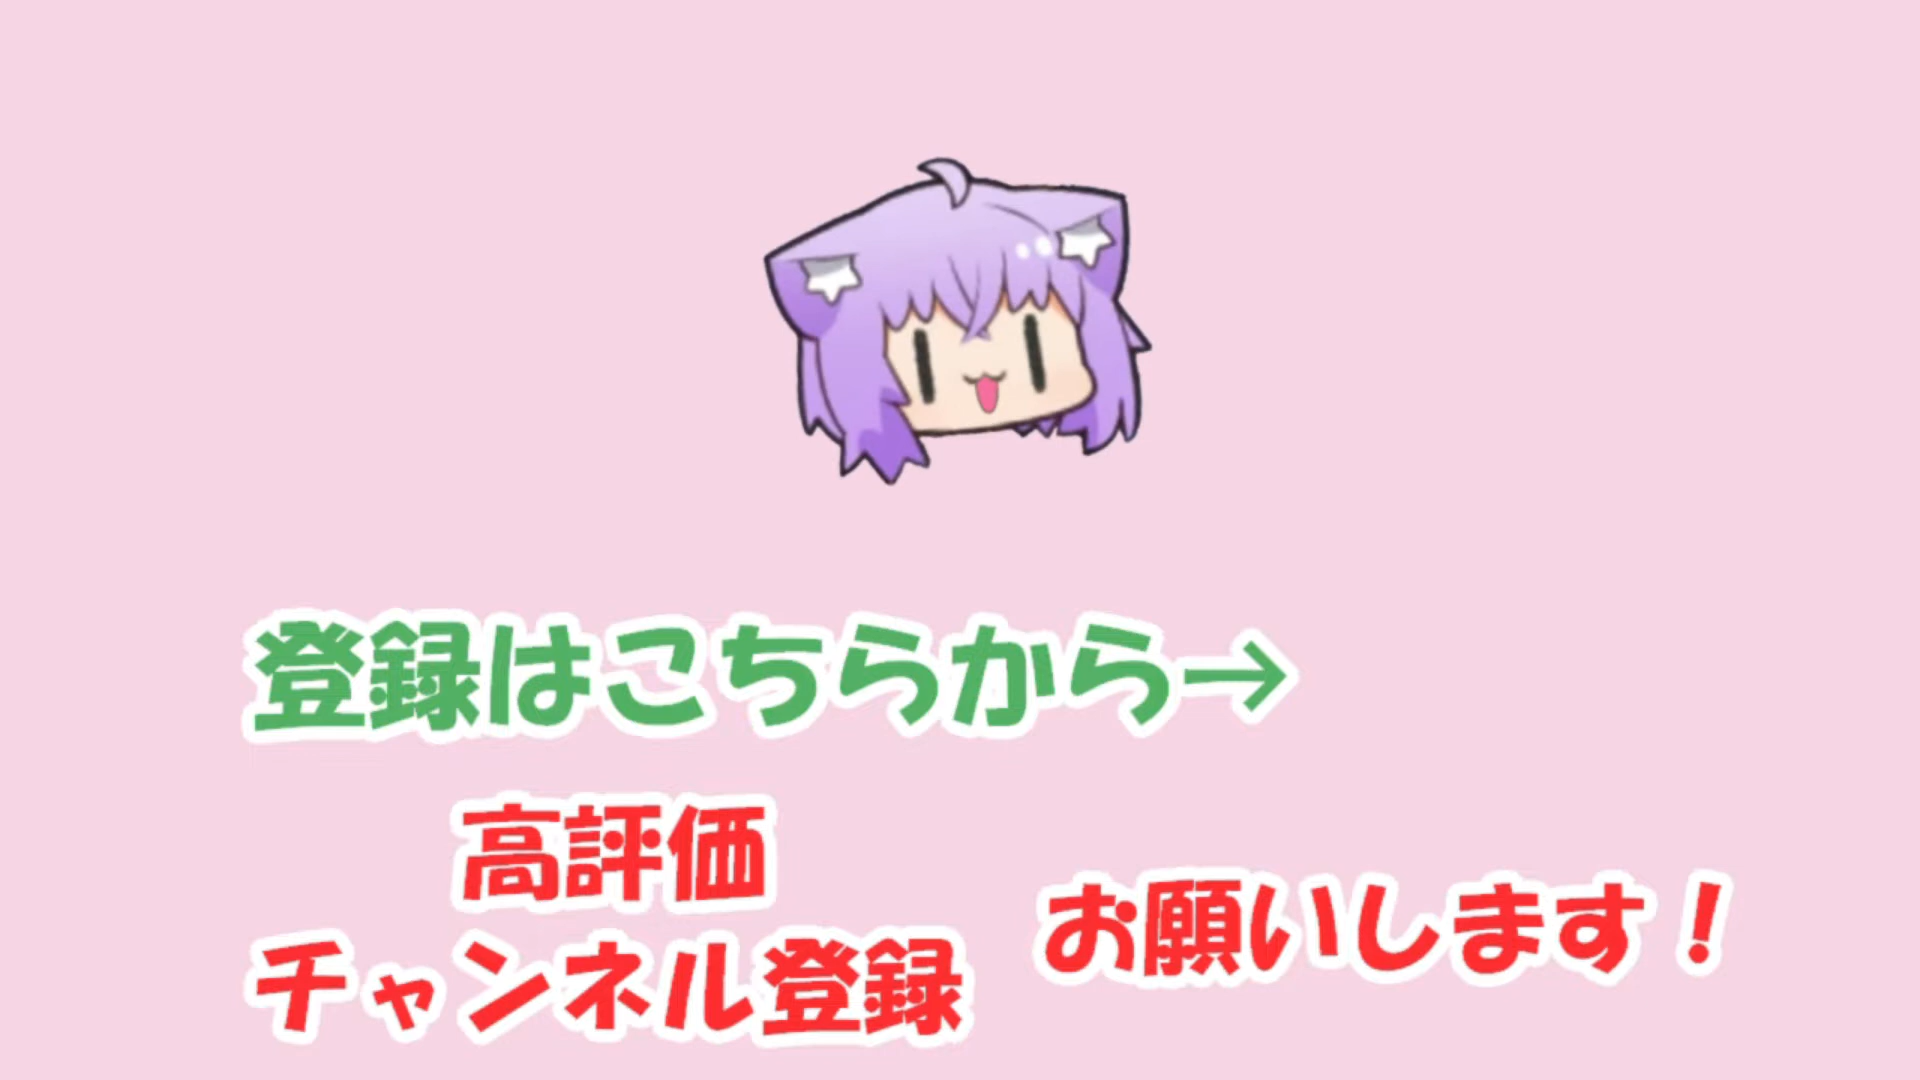 登録はこちらから→
高評価
チャンネル登録
お願いします！